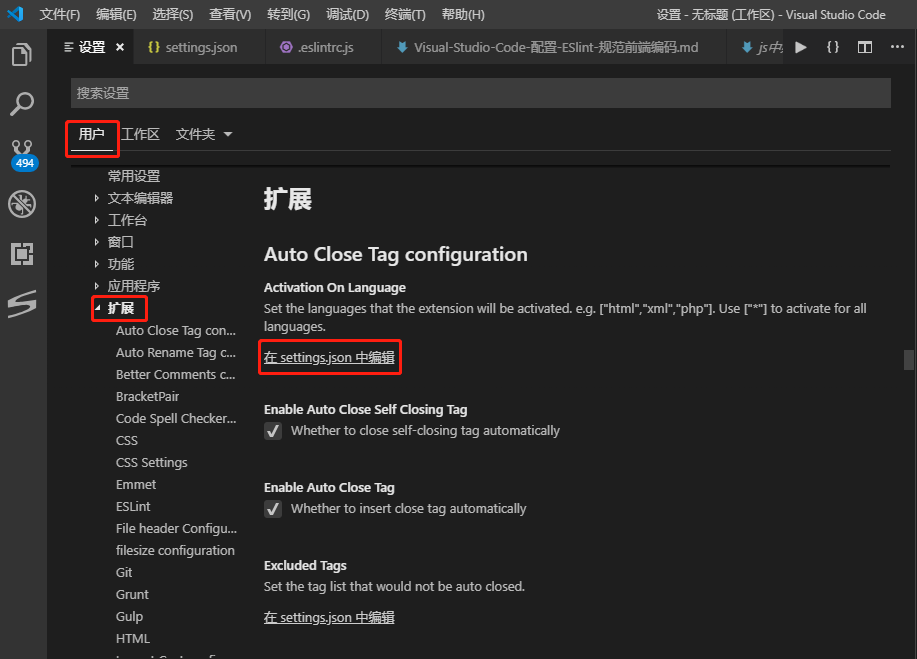 文件(F) 编辑(E) 选择(S) 查看(V) 转到(G) 调试(D) 终端(T) 帮助(H) 设置 - 无标题 (工作区) - Visual Studio Code
设置 × {} settings.json .eslintrc.js Visual-Studio-Code-配置-ESlint-规范前端编码.md js中 {} ...
搜索设置
用户 工作区 文件夹
494
常用设置
文本编辑器
工作台
窗口
功能
应用程序
扩展
Auto Close Tag con...
Auto Rename Tag c...
Better Comments c...
BracketPair
Code Spell Checker...
CSS
CSS Settings
Emmet
ESLint
File header Configu...
filesize configuration
Git
Grunt
Gulp
HTML
扩展
Auto Close Tag configuration
Activation On Language
Set the languages that the extension will be activated. e.g. ["html","xml","php"]. Use ["*"] to activate for all
languages.
在 settings.json 中编辑
Enable Auto Close Self Closing Tag
Whether to close self-closing tag automatically
Enable Auto Close Tag
Whether to insert close tag automatically
Excluded Tags
Set the tag list that would not be auto closed.
在 settings.json 中编辑